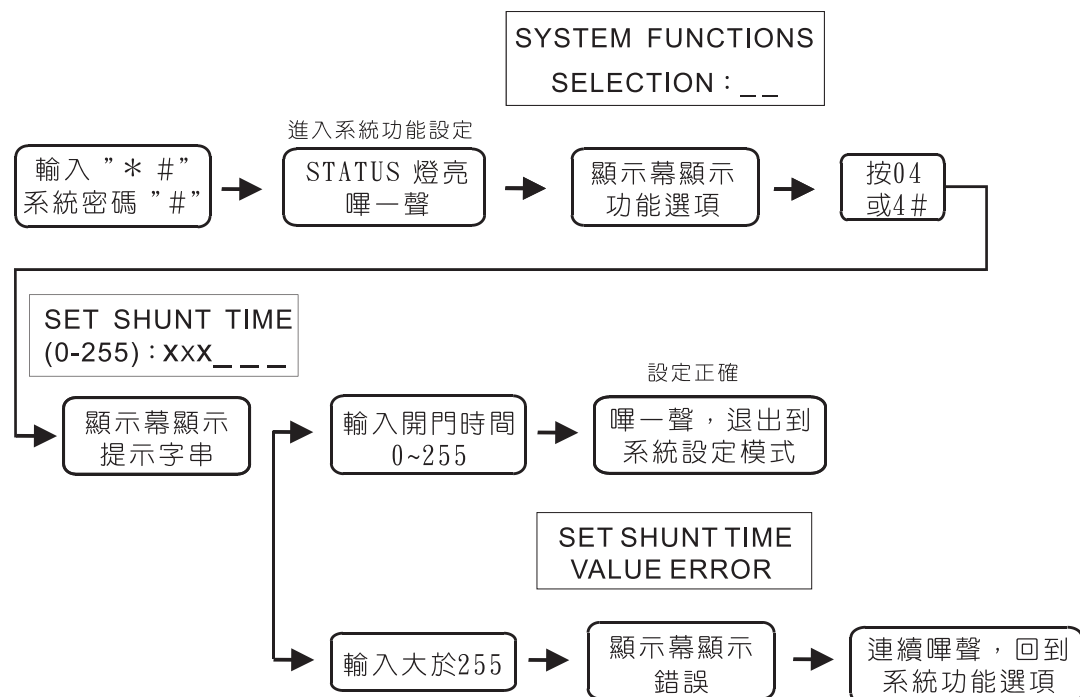 SYSTEM FUNCTIONS
SELECTION：_ _
進入系統功能設定
輸入 ”＊ #”
系統密碼 ”#”
STATUS 燈亮
嗶一聲
顯示幕顯示
功能選項
按04
或4#
SET SHUNT TIME
(0-255)：XXX_ _ _
顯示幕顯示
提示字串
輸入開門時間
0~255
設定正確
嗶一聲，退出到
系統設定模式
SET SHUNT TIME
VALUE ERROR
輸入大於255
顯示幕顯示
錯誤
連續嗶聲，回到
系統功能選項